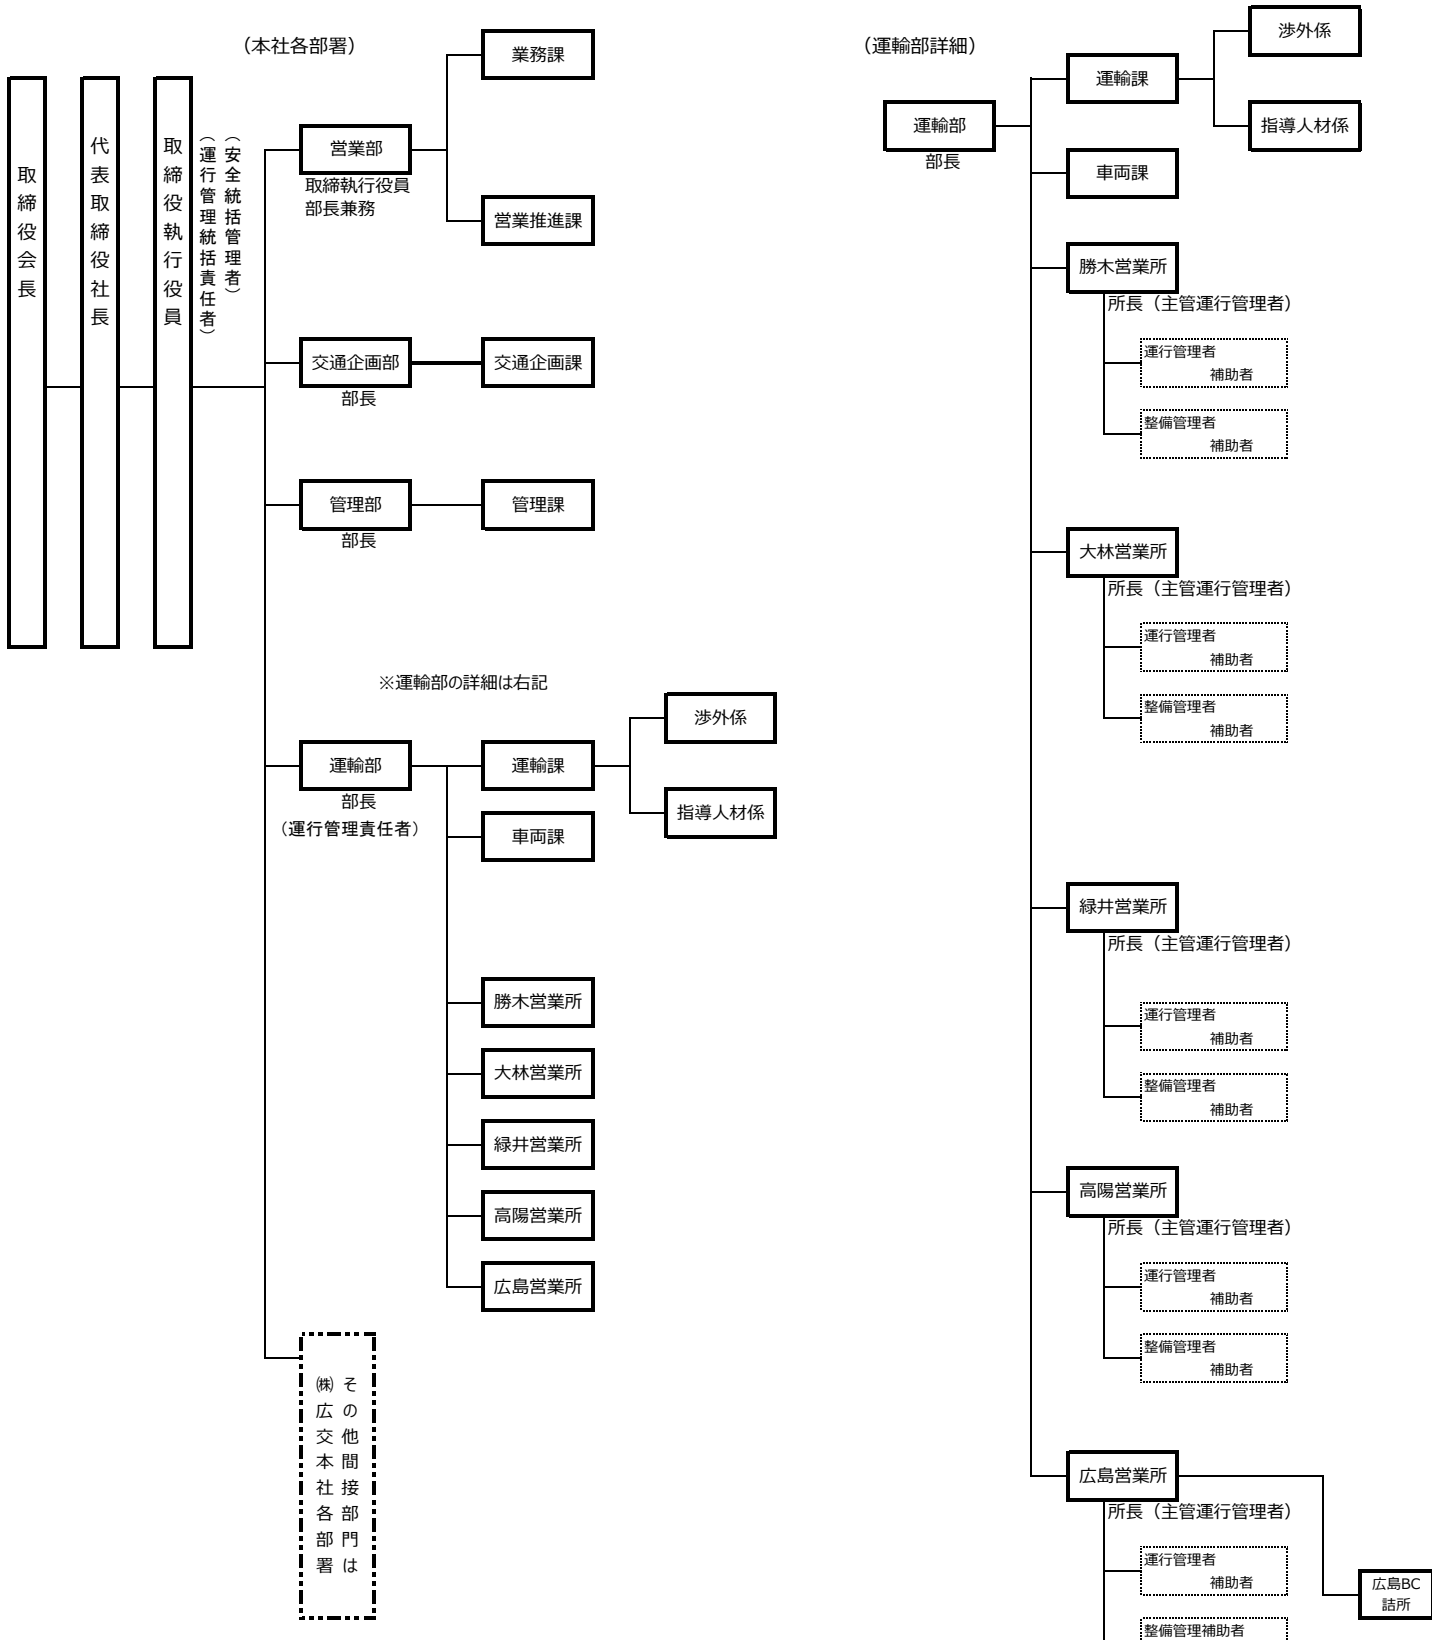 （本社各部署）
取締役会長
代表取締役社長
取締役執行役員
（安全統括管理者）
（運行管理統括責任者）
営業部
取締執行役員
部長兼務
業務課
営業推進課
交通企画部
部長
交通企画課
管理部
部長
管理課
※運輸部の詳細は右記
運輸部
部長
（運行管理責任者）
運輸課
渉外係
指導人材係
車両課
勝木営業所
大林営業所
緑井営業所
高陽営業所
広島営業所
その他間接部門は
㈱広交本社各部署
（運輸部詳細）
運輸部
部長
運輸課
渉外係
指導人材係
車両課
勝木営業所
所長（主管運行管理者）
運行管理者
補助者
整備管理者
補助者
大林営業所
所長（主管運行管理者）
運行管理者
補助者
整備管理者
補助者
緑井営業所
所長（主管運行管理者）
運行管理者
補助者
整備管理者
補助者
高陽営業所
所長（主管運行管理者）
運行管理者
補助者
整備管理者
補助者
広島営業所
所長（主管運行管理者）
運行管理者
補助者
整備管理補助者
広島BC
詰所